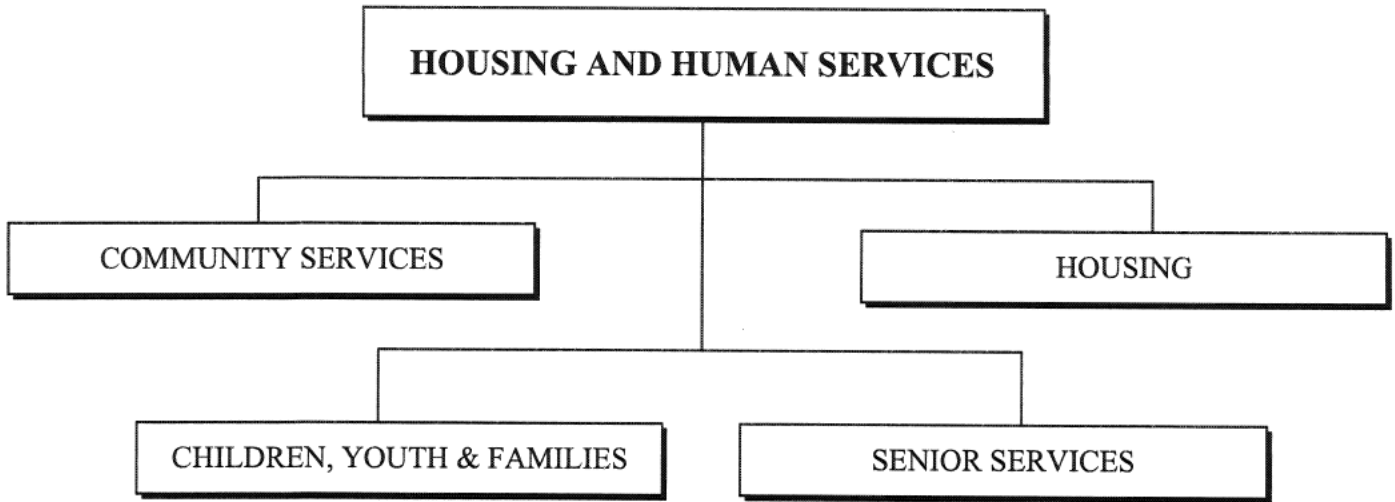 HOUSING AND HUMAN SERVICES
COMMUNITY SERVICES
HOUSING
CHILDREN, YOUTH & FAMILIES
SENIOR SERVICES